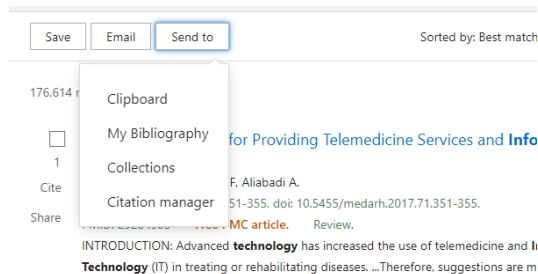 Save Email Send to Sorted by: Best match
176,614
Clipboard
My Bibliography
Collections
Citation manager
for Providing Telemedicine Services and Info
1
F, Aliabadi A.
Cite
51-355. doi: 10.5455/medarh.2017.71.351-355.
Share
MC article. Review.
INTRODUCTION: Advanced technology has increased the use of telemedicine and
Technology (IT) in treating or rehabilitating diseases. ...Therefore, suggestions are m